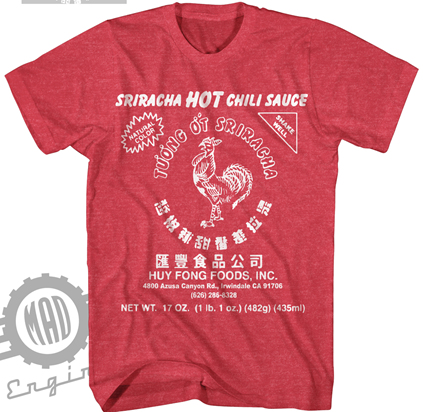 SRIRACHA HOT CHILI SAUCE
NATURAL COLOR
SHAKE WELL
TƯƠNG ỚT SRIRACHA
匯豐食品公司
HUY FONG FOODS, INC.
4800 Azusa Canyon Rd., Irwindale CA 91706
(626) 286-8328
NET WT. 17 OZ. (1 lb. 1 oz.) (482g) (435ml)
MAD
Engin